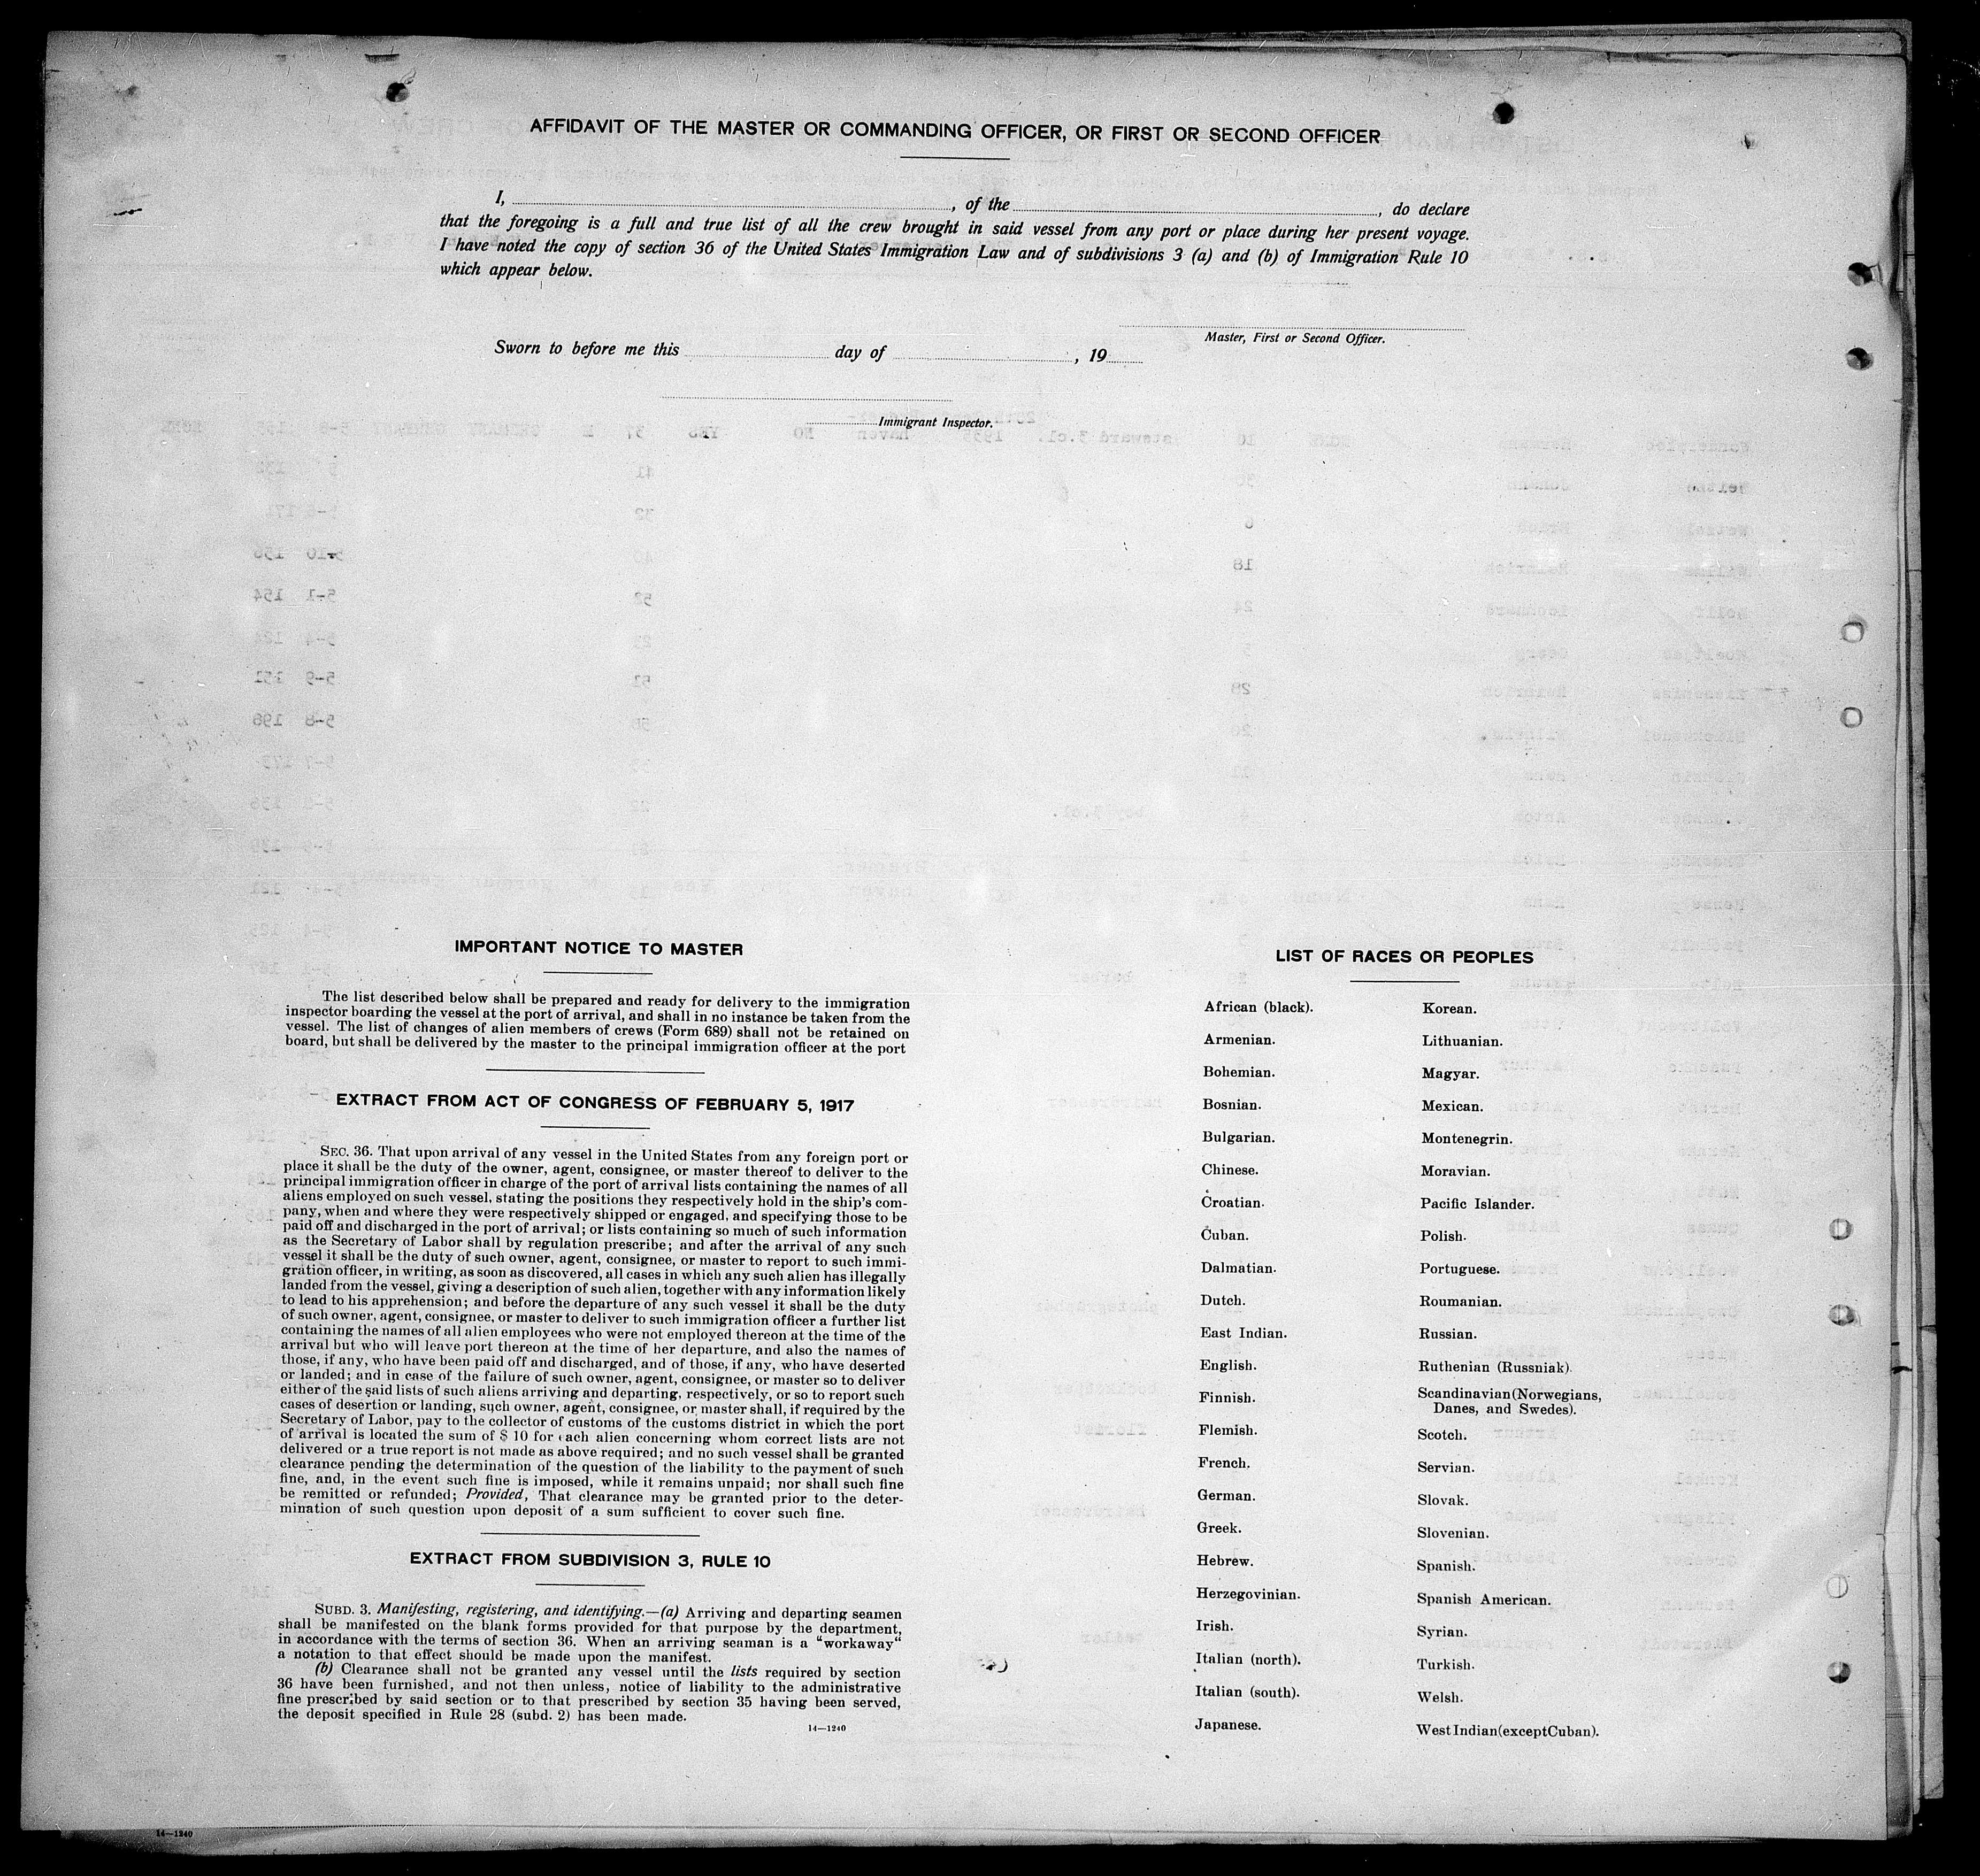 AFFIDAVIT OF THE MASTER OR COMMANDING OFFICER, OR FIRST OR SECOND OFFICER
I, , of the , do declare
that the foregoing is a full and true list of all the crew brought in said vessel from any port or place during her present voyage.
I have noted the copy of section 36 of the United States Immigration Law and of subdivisions 3 (a) and (b) of Immigration Rule 10
which appear below.
Master, First or Second Officer.
Sworn to before me this day of , 19
Immigrant Inspector.
IMPORTANT NOTICE TO MASTER
The list described below shall be prepared and ready for delivery to the immigration
inspector boarding the vessel at the port of arrival, and shall in no instance be taken from the
vessel. The list of changes of alien members of crews (Form 689) shall not be retained on
board, but shall be delivered by the master to the principal immigration officer at the port
EXTRACT FROM ACT OF CONGRESS OF FEBRUARY 5, 1917
SEC. 36. That upon arrival of any vessel in the United States from any foreign port or
place it shall be the duty of the owner, agent, consignee, or master thereof to deliver to the
principal immigration officer in charge of the port of arrival lists containing the names of all
aliens employed on such vessel, stating the positions they respectively hold in the ship's com-
pany, when and where they were respectively shipped or engaged, and specifying those to be
paid off and discharged in the port of arrival; or lists containing so much of such information
as the Secretary of Labor shall by regulation prescribe; and after the arrival of any such
vessel it shall be the duty of such owner, agent, consignee, or master to report to such immi-
gration officer, in writing, as soon as discovered, all cases in which any such alien has illegally
landed from the vessel, giving a description of such alien, together with any information likely
to lead to his apprehension; and before the departure of any such vessel it shall be the duty
of such owner, agent, consignee, or master to deliver to such immigration officer a further list
containing the names of all alien employees who were not employed thereon at the time of the
arrival but who will leave port thereon at the time of her departure, and also the names of
those, if any, who have been paid off and discharged, and of those, if any, who have deserted
or landed; and in case of the failure of such owner, agent, consignee, or master so to deliver
either of the said lists of such aliens arriving and departing, respectively, or so to report such
cases of desertion or landing, such owner, agent, consignee, or master shall, if required by the
Secretary of Labor, pay to the collector of customs of the customs district in which the port
of arrival is located the sum of $ 10 for each alien concerning whom correct lists are not
delivered or a true report is not made as above required; and no such vessel shall be granted
clearance pending the determination of the question of the liability to the payment of such
fine, and, in the event such fine is imposed, while it remains unpaid; nor shall such fine
be remitted or refunded; Provided, That clearance may be granted prior to the deter-
mination of such question upon deposit of a sum sufficient to cover such fine.
EXTRACT FROM SUBDIVISION 3, RULE 10
SUBD. 3. Manifesting, registering, and identifying.—(a) Arriving and departing seamen
shall be manifested on the blank forms provided for that purpose by the department,
in accordance with the terms of section 36. When an arriving seaman is a “workaway“
a notation to that effect should be made upon the manifest.
(b) Clearance shall not be granted any vessel until the lists required by section
36 have been furnished, and not then unless, notice of liability to the administrative
fine prescribed by said section or to that prescribed by section 35 having been served,
the deposit specified in Rule 28 (subd. 2) has been made.
14—1240
LIST OF RACES OR PEOPLES
African (black).
Armenian.
Bohemian.
Bosnian.
Bulgarian.
Chinese.
Croatian.
Cuban.
Dalmatian.
Dutch.
East Indian.
English.
Finnish.
Flemish.
French.
German.
Greek.
Hebrew.
Herzegovinian.
Irish.
Italian (north).
Italian (south).
Japanese.
Korean.
Lithuanian.
Magyar.
Mexican.
Montenegrin.
Moravian.
Pacific Islander.
Polish.
Portuguese.
Roumanian.
Russian.
Ruthenian (Russniak)
Scandinavian(Norwegians,
Danes, and Swedes).
Scotch.
Servian.
Slovak.
Slovenian.
Spanish.
Spanish American.
Syrian.
Turkish.
Welsh.
West Indian(exceptCuban).
14—1240